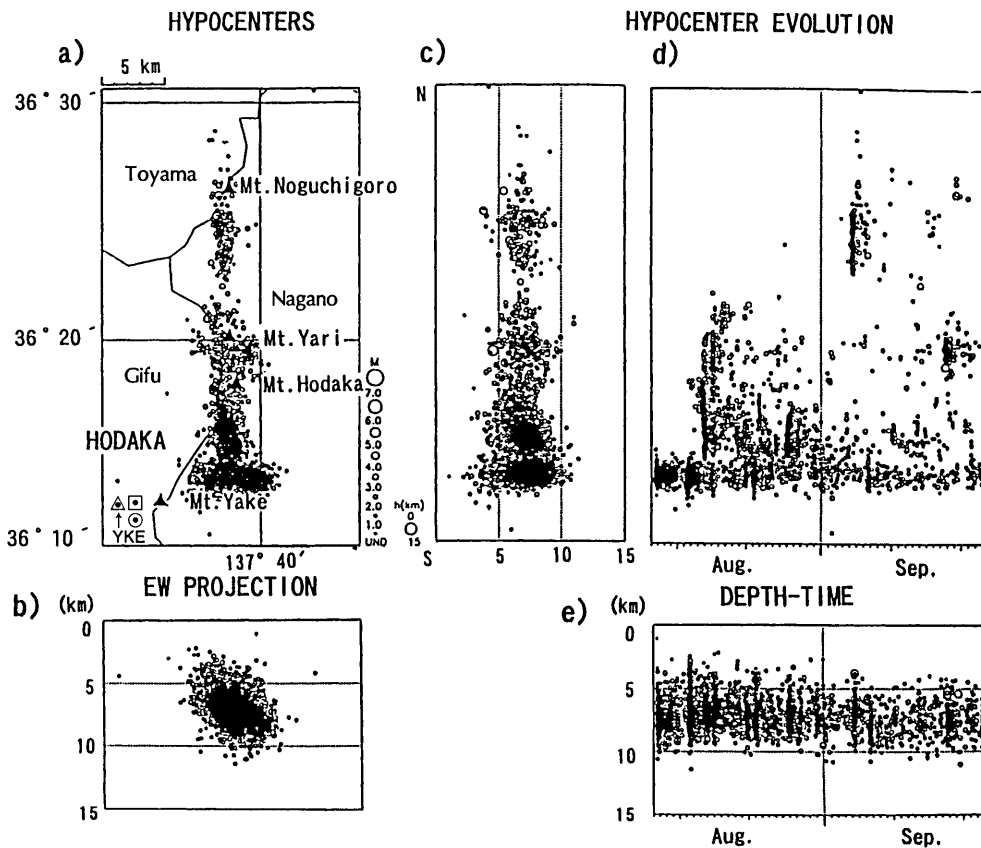 HYPOCENTERS
HYPOCENTER EVOLUTION
a)
5 km
36° 30′
36° 20′
36° 10′
Toyama
Mt.Noguchigoro
Nagano
Mt.Yari
Gifu
Mt.Hodaka
HODAKA
Mt.Yake
YKE
137° 40′
M
7.0
6.0
5.0
4.0
3.0
2.0
1.0
UND
h(km)
0
15
c)
N
S
5
10
15
d)
Aug.
Sep.
b)
EW PROJECTION
(km)
0
5
10
15
e)
DEPTH-TIME
(km)
0
5
10
15
Aug.
Sep.